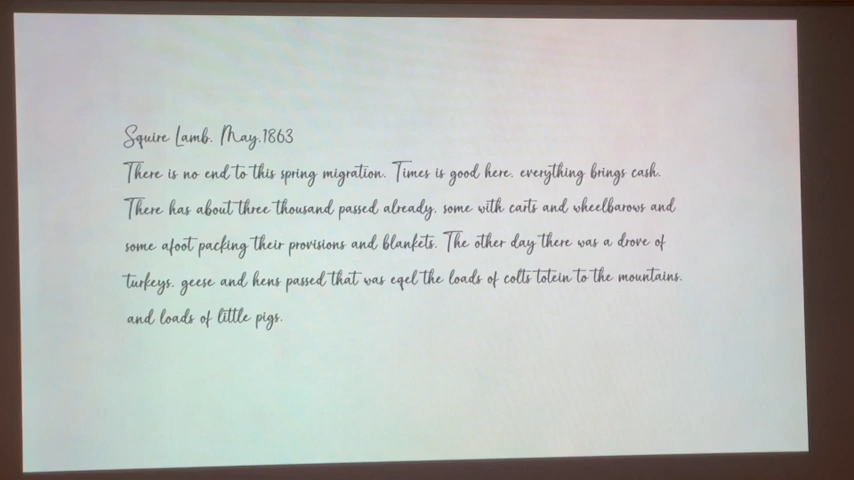 Squire Lamb. May.1863
There is no end to this spring migration. Times is good here. everything brings cash.
There has about three thousand passed already. some with carts and wheelbarows and
some afoot packing their provisions and blankets. The other day there was a drove of
turkeys. geese and hens passed that was eqel the loads of colts totein to the mountains.
and loads of little pigs.